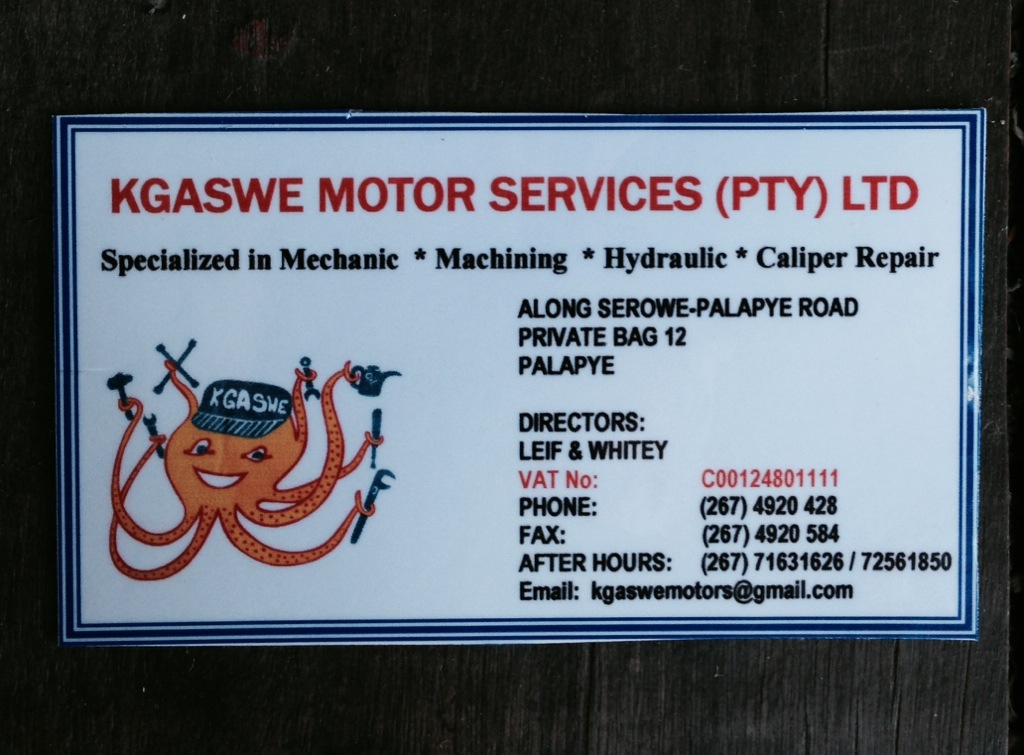 KGASWE MOTOR SERVICES (PTY) LTD
Specialized in Mechanic * Machining * Hydraulic * Caliper Repair
ALONG SEROWE-PALAPYE ROAD
PRIVATE BAG 12
PALAPYE
KGASWE
DIRECTORS:
LEIF & WHITEY
VAT No: C00124801111
PHONE: (267) 4920 428
FAX: (267) 4920 584
AFTER HOURS: (267) 71631626 / 72561850
Email: kgaswemotors@gmail.com